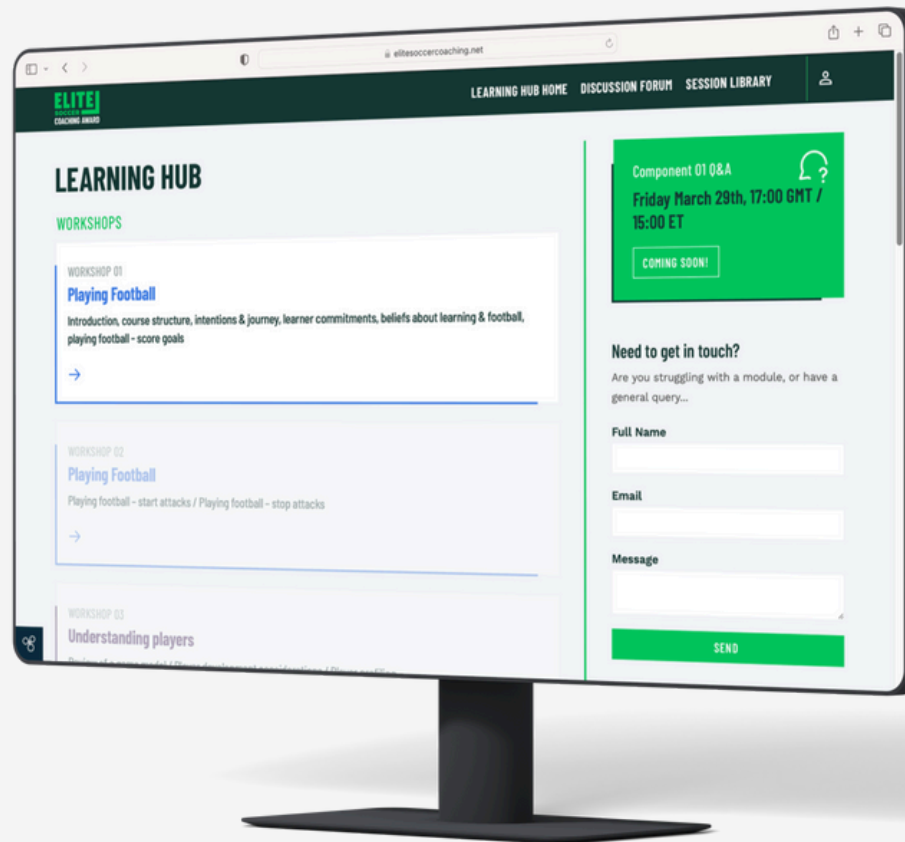 elitesoccercoaching.net
ELITE
SOCCER
COACHING AWARD
LEARNING HUB HOME DISCUSSION FORUM SESSION LIBRARY
LEARNING HUB
WORKSHOPS
WORKSHOP 01
Playing Football
Introduction, course structure, intentions & journey, learner commitments, beliefs about learning & football,
playing football - score goals
WORKSHOP 02
Playing Football
Playing football - start attacks / Playing football - stop attacks
WORKSHOP 03
Understanding players
Component 01 Q&A
Friday March 29th, 17:00 GMT /
15:00 ET
COMING SOON!
Need to get in touch?
Are you struggling with a module, or have a
general query...
Full Name
Email
Message
SEND